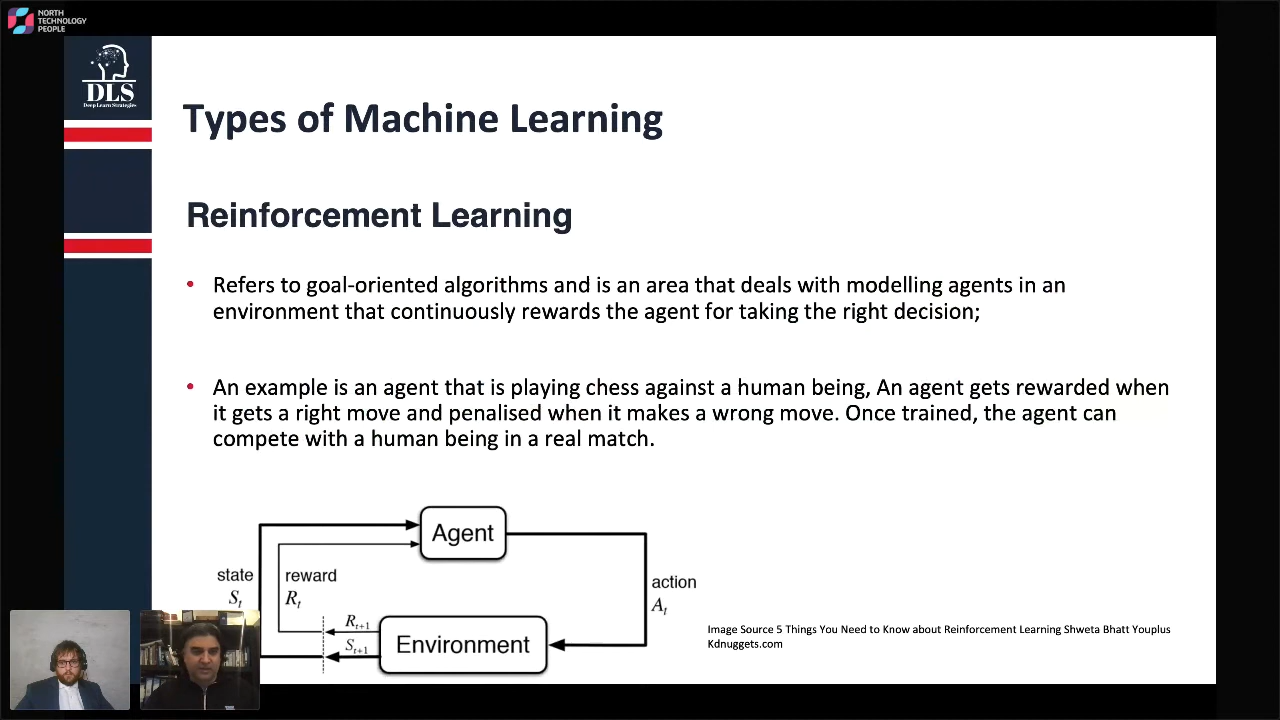 NORTH
TECHNOLOGY
PEOPLE
DLS
Deep Learn Strategies
Types of Machine Learning
Reinforcement Learning
• Refers to goal-oriented algorithms and is an area that deals with modelling agents in an
environment that continuously rewards the agent for taking the right decision;
• An example is an agent that is playing chess against a human being, An agent gets rewarded when
it gets a right move and penalised when it makes a wrong move. Once trained, the agent can
compete with a human being in a real match.
Agent
state
Sₜ
reward
Rₜ
action
Aₜ
Rₜ₊₁
Sₜ₊₁
Environment
Image Source 5 Things You Need to Know about Reinforcement Learning Shweta Bhatt Youplus
Kdnuggets.com